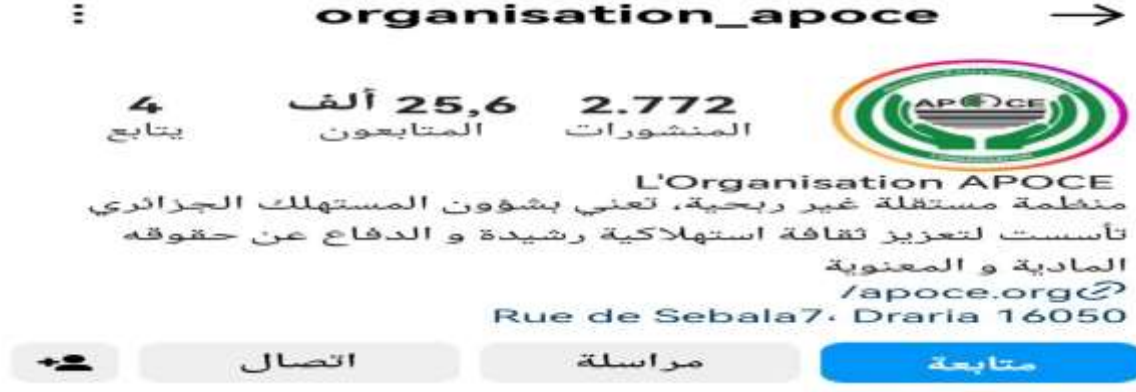 organisation_apoce
APOCE
2.772 25,6 ألف 4
المنشورات المتابعون يتابع
L'Organisation APOCE
منظمة مستقلة غير ربحية، تعني بشؤون المستهلك الجزائري
تأسست لتعزيز ثقافة استهلاكية رشيدة و الدفاع عن حقوقه
المادية و المعنوية
apoce.org/
Rue de Sebala7، Draria 16050
متابعة مراسلة اتصال